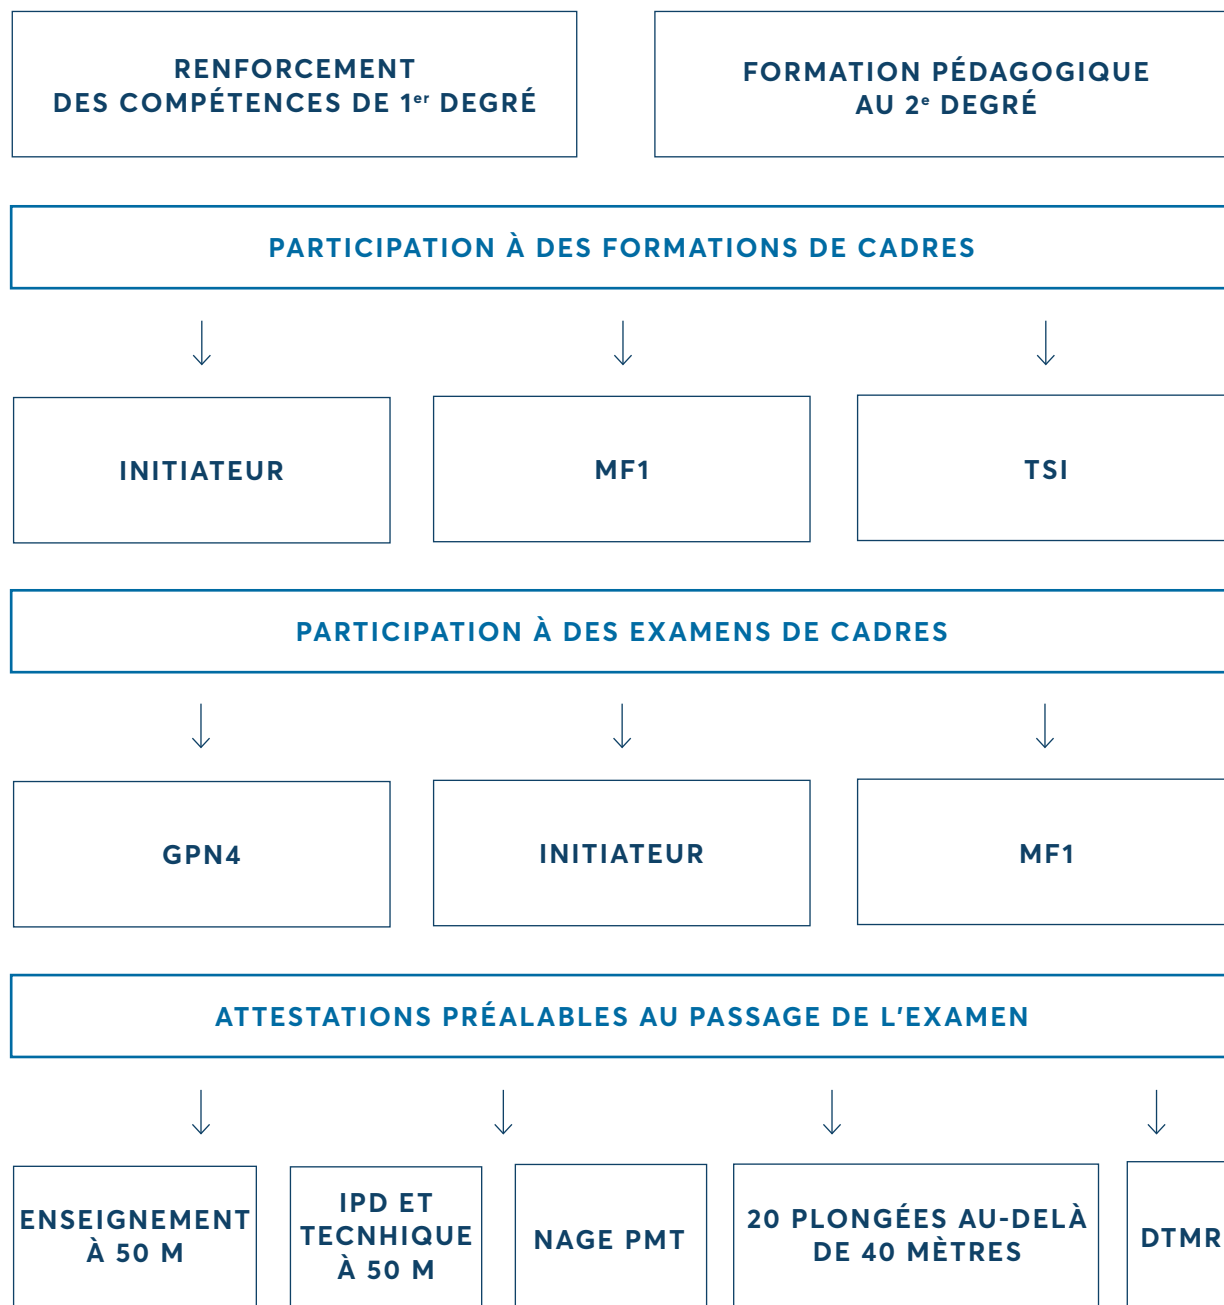 RENFORCEMENT
DES COMPÉTENCES DE 1er DEGRÉ
FORMATION PÉDAGOGIQUE
AU 2e DEGRÉ
PARTICIPATION À DES FORMATIONS DE CADRES
INITIATEUR
MF1
TSI
PARTICIPATION À DES EXAMENS DE CADRES
GPN4
INITIATEUR
MF1
ATTESTATIONS PRÉALABLES AU PASSAGE DE L'EXAMEN
ENSEIGNEMENT
À 50 M
IPD ET
TECNHIQUE
À 50 M
NAGE PMT
20 PLONGÉES AU-DELÀ
DE 40 MÈTRES
DTMR